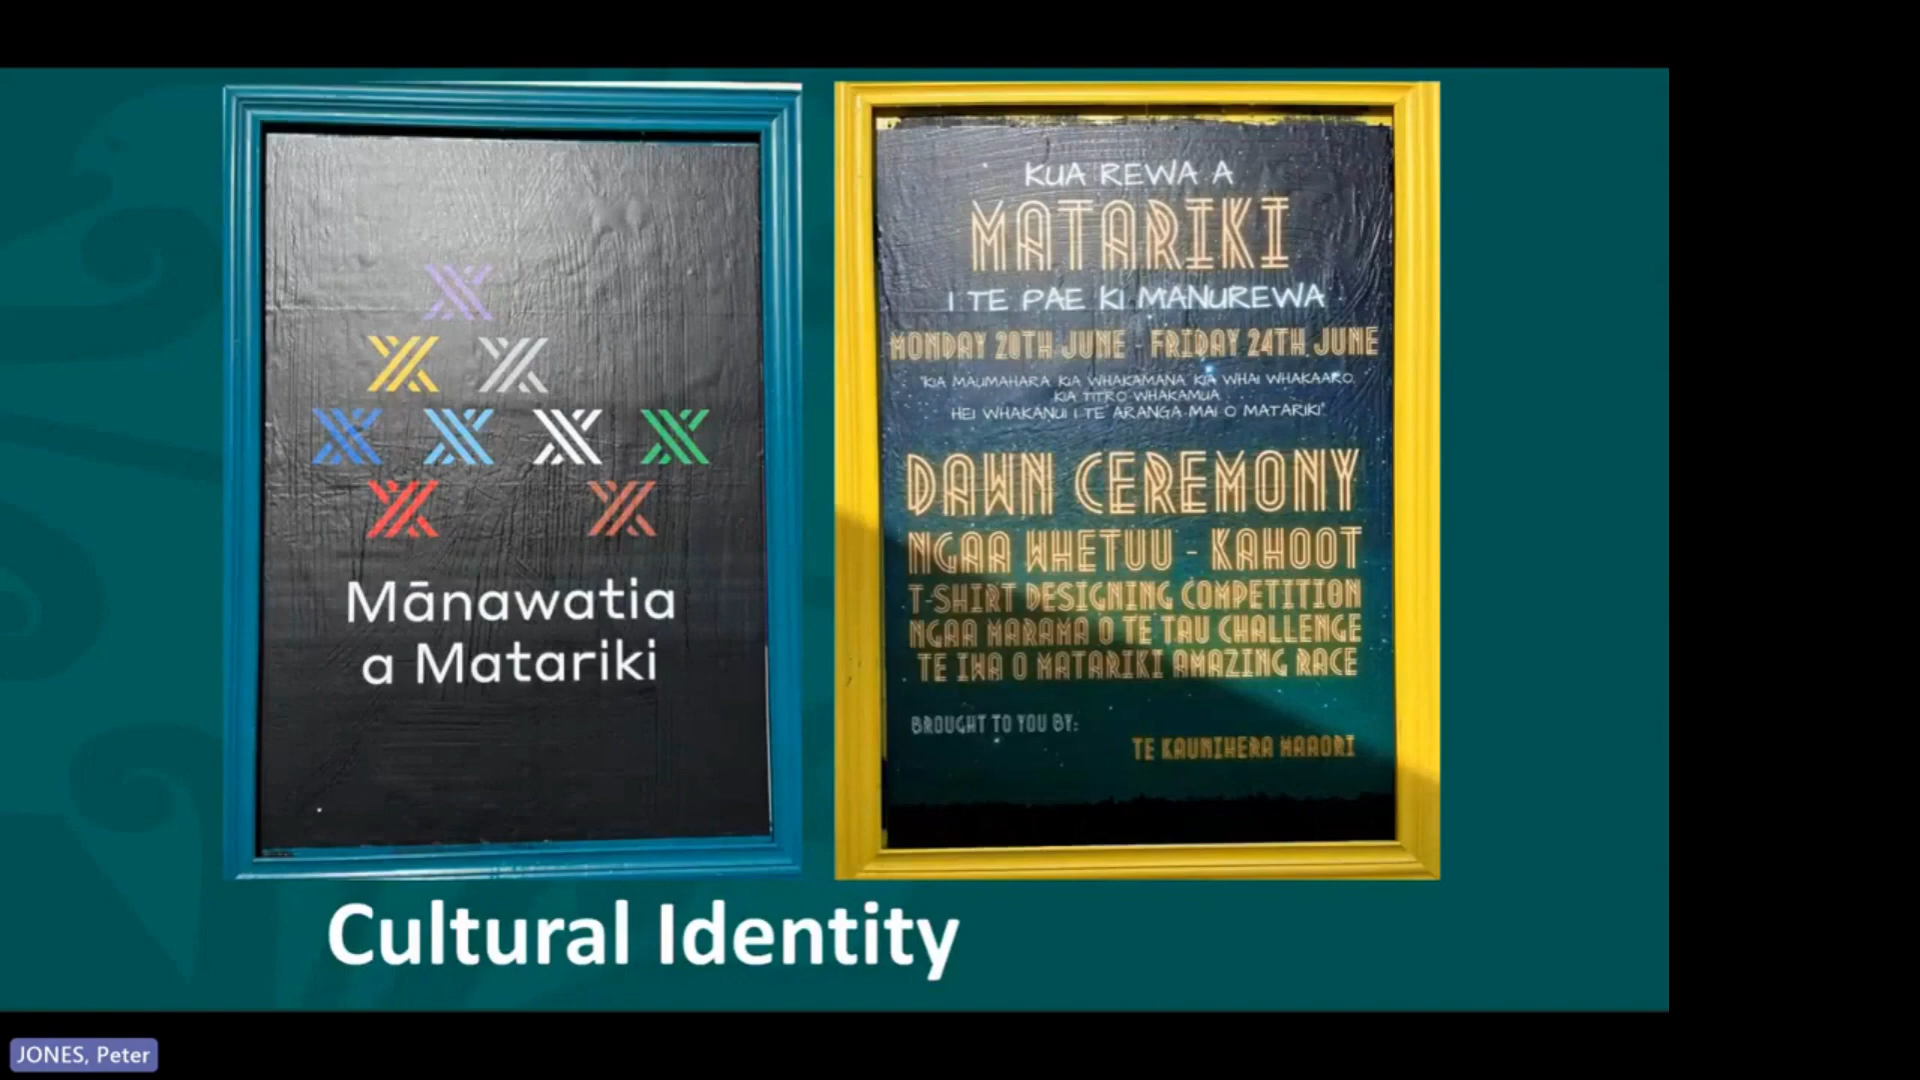 Mānawatia
a Matariki
KUA REWA A
MATARIKI
I TE PAE KI MANUREWA
MONDAY 20TH JUNE - FRIDAY 24TH JUNE
"KIA MAUMAHARA, KIA WHAKAMANA, KIA WHAI WHAKAARO,
KIA TITRO WHAKAMUA
HEI WHAKANUI I TE ARANGA MAI O MATARIKI"
DAWN CEREMONY
NGAA WHETUU - KAHOOT
T-SHIRT DESIGNING COMPETITION
NGAA MARAMA O TE TAU CHALLENGE
TE IWA O MATARIKI AMAZING RACE
BROUGHT TO YOU BY:
TE KAUNIHERA MAAORI
Cultural Identity
JONES, Peter